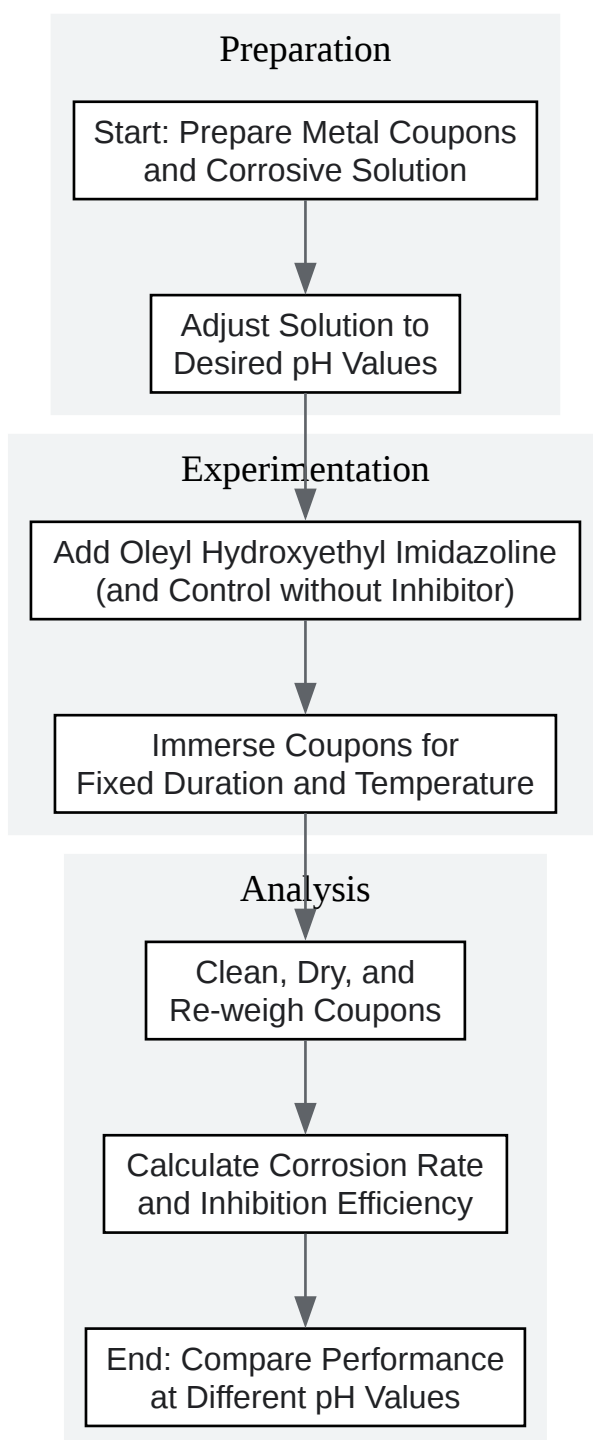 Preparation
Start: Prepare Metal Coupons
and Corrosive Solution
Adjust Solution to
Desired pH Values
Experimentation
Add Oleyl Hydroxyethyl Imidazoline
(and Control without Inhibitor)
Immerse Coupons for
Fixed Duration and Temperature
Analysis
Clean, Dry, and
Re-weigh Coupons
Calculate Corrosion Rate
and Inhibition Efficiency
End: Compare Performance
at Different pH Values